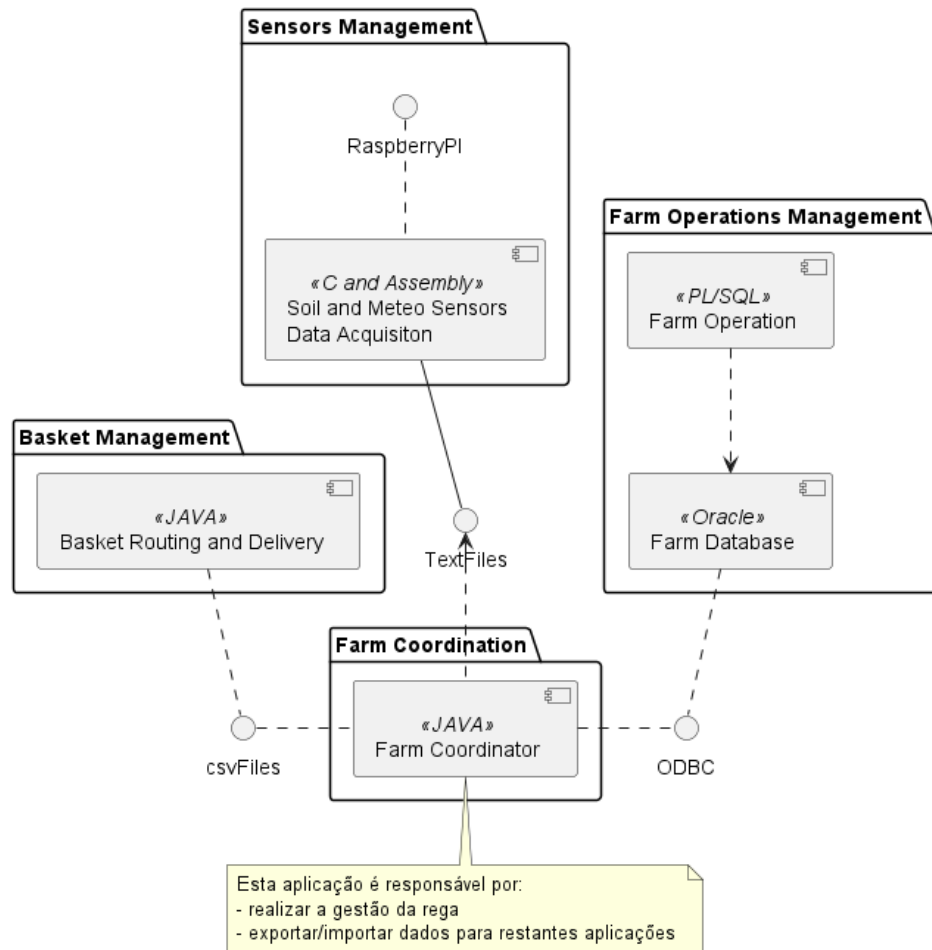 Sensors Management
RaspberryPI
«C and Assembly»
Soil and Meteo Sensors
Data Acquisiton
Farm Operations Management
«PL/SQL»
Farm Operation
«Oracle»
Farm Database
Basket Management
«JAVA»
Basket Routing and Delivery
TextFiles
Farm Coordination
«JAVA»
Farm Coordinator
csvFiles
ODBC
Esta aplicação é responsável por:
- realizar a gestão da rega
- exportar/importar dados para restantes aplicações